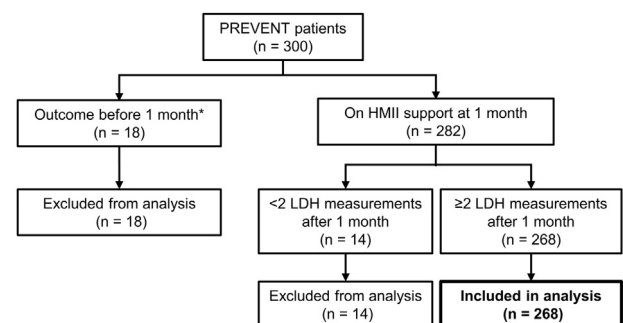 PREVENT patients
(n = 300)
Outcome before 1 month*
(n = 18)
On HMII support at 1 month
(n = 282)
Excluded from analysis
(n = 18)
<2 LDH measurements
after 1 month
(n = 14)
≥2 LDH measurements
after 1 month
(n = 268)
Excluded from analysis
(n = 14)
Included in analysis
(n = 268)